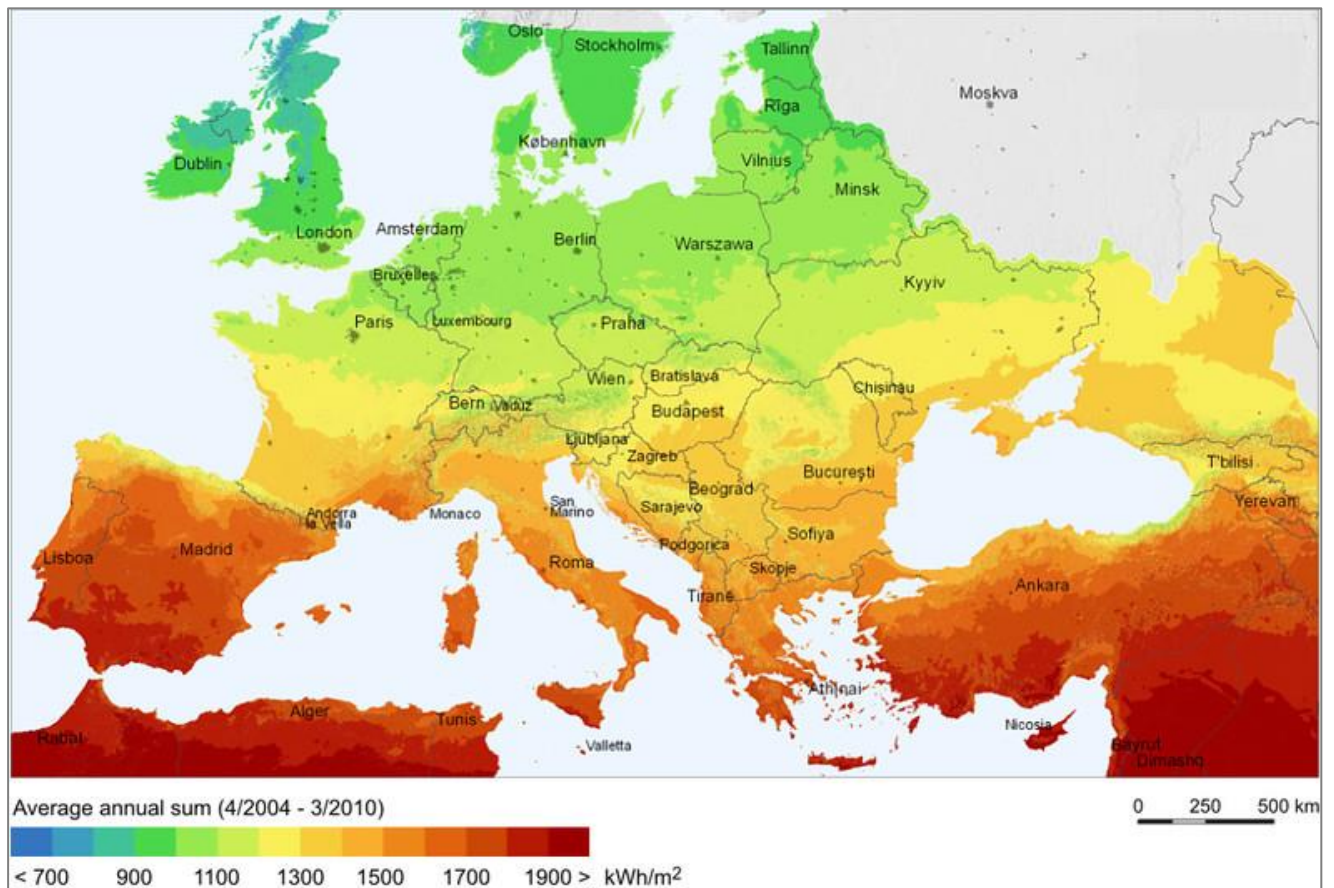 Oslo
Stockholm
Tallinn
Moskva
Rīga
København
Dublin
Vilnius
Minsk
London
Amsterdam
Berlin
Warszawa
Bruxelles
Kyyiv
Paris
Luxembourg
Praha
Wien
Bratislava
Chişinau
Bern
Vaduz
Budapest
Ljubljana
Zagreb
T'bilisi
Bucureşti
Beograd
Yerevan
San
Marino
Sarajevo
Andorra
la Vella
Monaco
Sofiya
Podgorica
Lisboa
Madrid
Roma
Skopje
Ankara
Tiranë
Alger
Tunis
Athinai
Nicosia
Rabat
Valletta
Bayrut
Dimashq
Average annual sum (4/2004 - 3/2010)
0 250 500 km
< 700 900 1100 1300 1500 1700 1900 > kWh/m2